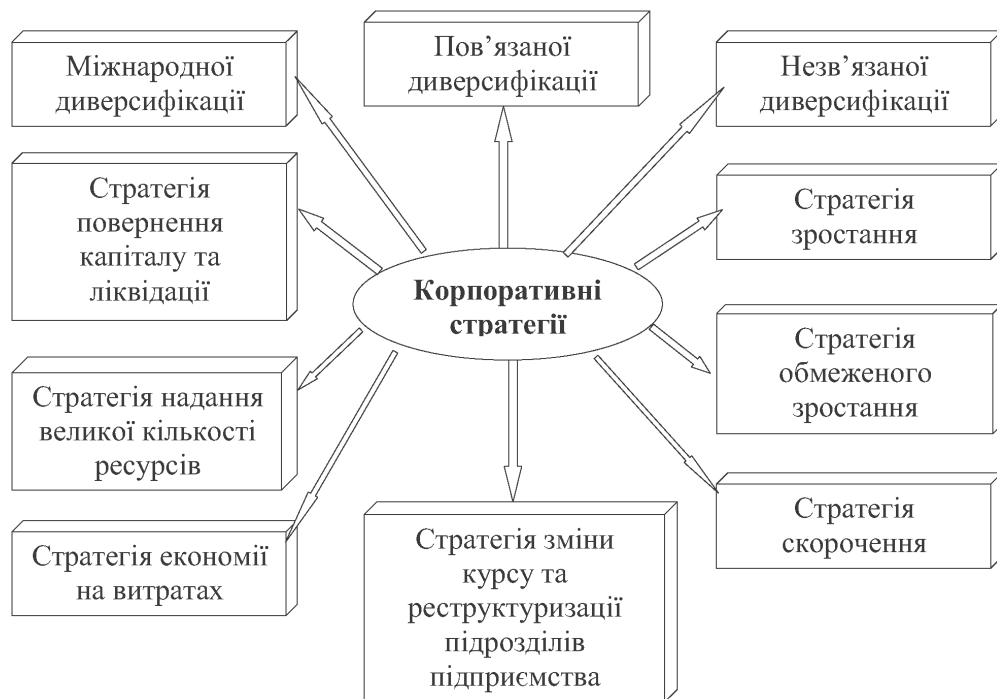 Міжнародної
диверсифікації
Пов’язаної
диверсифікації
Незв’язаної
диверсифікації
Стратегія
повернення
капіталу та
ліквідації
Стратегія
зростання
Корпоративні
стратегії
Стратегія
обмеженого
зростання
Стратегія надання
великої кількості
ресурсів
Стратегія
скорочення
Стратегія економії
на витратах
Стратегія зміни
курсу та
реструктуризації
підрозділів
підприємства